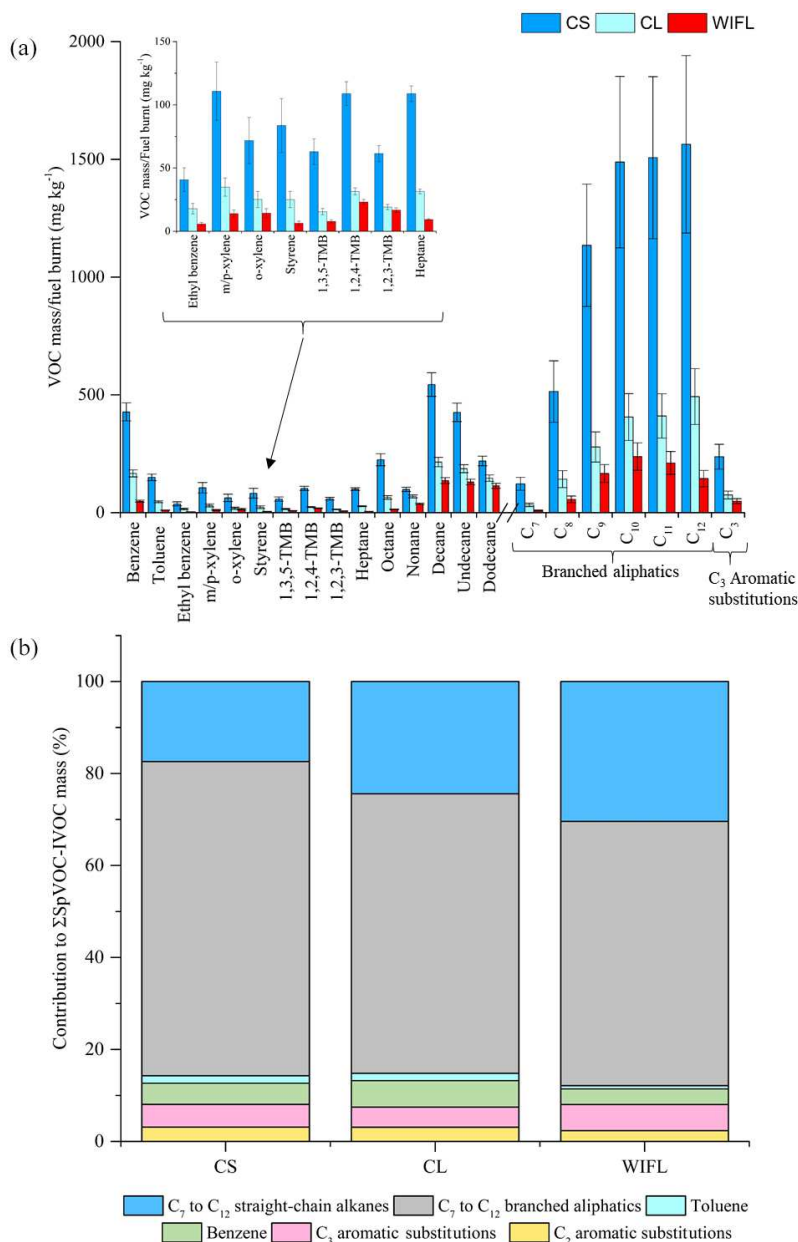 CS CL WIFL
(a)
2000
1500
1000
500
0
VOC mass/fuel burnt (mg kg⁻¹)
150
100
50
0
VOC mass/Fuel burnt (mg kg⁻¹)
Ethyl benzene
m/p-xylene
o-xylene
Styrene
1,3,5-TMB
1,2,4-TMB
1,2,3-TMB
Heptane
Benzene
Toluene
Ethyl benzene
m/p-xylene
o-xylene
Styrene
1,3,5-TMB
1,2,4-TMB
1,2,3-TMB
Heptane
Octane
Nonane
Decane
Undecane
Dodecane
C₇
C₈
C₉
C₁₀
C₁₁
C₁₂
C₃
Branched aliphatics
C₃ Aromatic
substitutions
(b)
100
80
60
40
20
0
Contribution to ΣSpVOC-IVOC mass (%)
CS CL WIFL
C₇ to C₁₂ straight-chain alkanes C₇ to C₁₂ branched aliphatics Toluene
Benzene C₃ aromatic substitutions C₂ aromatic substitutions